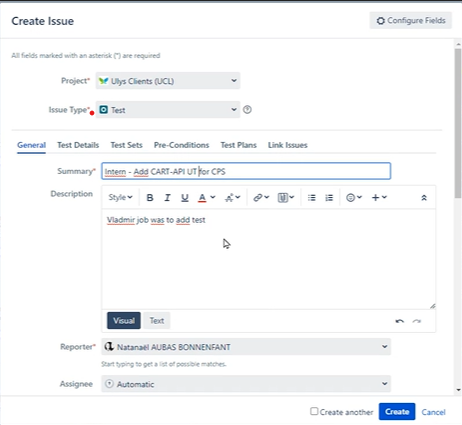 Create Issue
Configure Fields
All fields marked with an asterisk (*) are required
Project* Ulys Clients (UCL)
Issue Type* Test
General Test Details Test Sets Pre-Conditions Test Plans Link Issues
Summary* Intern - Add CART-API UT for CPS
Description Style B I U A
Vladmir job was to add test
Visual Text
Reporter* Natanaël AUBAS BONNENFANT
Start typing to get a list of possible matches.
Assignee Automatic
Create another Create Cancel